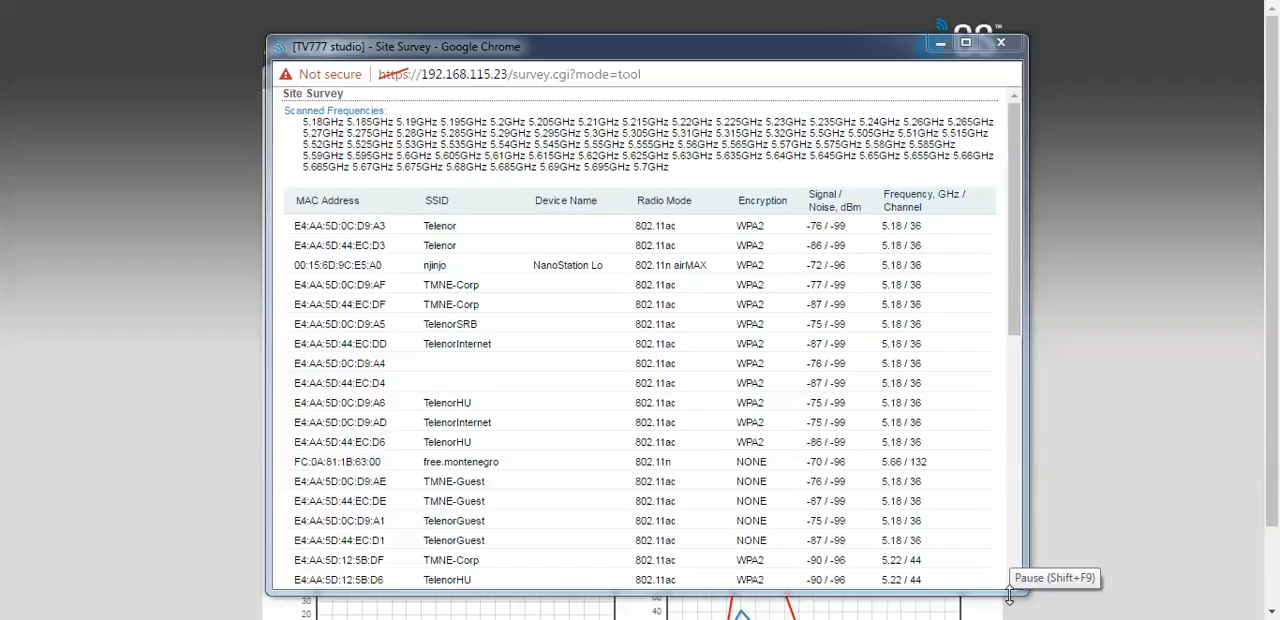 [TV777 studio] - Site Survey - Google Chrome
Not secure | https://192.168.115.23/survey.cgi?mode=tool
Site Survey
Scanned Frequencies:
5.18GHz 5.185GHz 5.19GHz 5.195GHz 5.2GHz 5.205GHz 5.21GHz 5.215GHz 5.22GHz 5.225GHz 5.23GHz 5.235GHz 5.24GHz 5.26GHz 5.265GHz
5.27GHz 5.275GHz 5.28GHz 5.285GHz 5.29GHz 5.295GHz 5.3GHz 5.305GHz 5.31GHz 5.315GHz 5.32GHz 5.5GHz 5.505GHz 5.51GHz 5.515GHz
5.52GHz 5.525GHz 5.53GHz 5.535GHz 5.54GHz 5.545GHz 5.55GHz 5.555GHz 5.56GHz 5.565GHz 5.57GHz 5.575GHz 5.58GHz 5.585GHz
5.59GHz 5.595GHz 5.6GHz 5.605GHz 5.61GHz 5.615GHz 5.62GHz 5.625GHz 5.63GHz 5.635GHz 5.64GHz 5.645GHz 5.65GHz 5.655GHz 5.66GHz
5.665GHz 5.67GHz 5.675GHz 5.68GHz 5.685GHz 5.69GHz 5.695GHz 5.7GHz
MAC Address SSID Device Name Radio Mode Encryption Signal / Noise, dBm Frequency, GHz / Channel
E4:AA:5D:0C:D9:A3 Telenor 802.11ac WPA2 -76 / -99 5.18 / 36
E4:AA:5D:44:EC:D3 Telenor 802.11ac WPA2 -86 / -99 5.18 / 36
00:15:6D:9C:E5:A0 njinjo NanoStation Lo 802.11n airMAX WPA2 -72 / -96 5.18 / 36
E4:AA:5D:0C:D9:AF TMNE-Corp 802.11ac WPA2 -77 / -99 5.18 / 36
E4:AA:5D:44:EC:DF TMNE-Corp 802.11ac WPA2 -87 / -99 5.18 / 36
E4:AA:5D:0C:D9:A5 TelenorSRB 802.11ac WPA2 -75 / -99 5.18 / 36
E4:AA:5D:44:EC:DD TelenorInternet 802.11ac WPA2 -87 / -99 5.18 / 36
E4:AA:5D:0C:D9:A4 802.11ac WPA2 -76 / -99 5.18 / 36
E4:AA:5D:44:EC:D4 802.11ac WPA2 -87 / -99 5.18 / 36
E4:AA:5D:0C:D9:A6 TelenorHU 802.11ac WPA2 -75 / -99 5.18 / 36
E4:AA:5D:0C:D9:AD TelenorInternet 802.11ac WPA2 -75 / -99 5.18 / 36
E4:AA:5D:44:EC:D6 TelenorHU 802.11ac WPA2 -86 / -99 5.18 / 36
FC:0A:81:1B:63:00 free.montenegro 802.11n NONE -70 / -96 5.66 / 132
E4:AA:5D:0C:D9:AE TMNE-Guest 802.11ac NONE -76 / -99 5.18 / 36
E4:AA:5D:44:EC:DE TMNE-Guest 802.11ac NONE -87 / -99 5.18 / 36
E4:AA:5D:0C:D9:A1 TelenorGuest 802.11ac NONE -75 / -99 5.18 / 36
E4:AA:5D:44:EC:D1 TelenorGuest 802.11ac NONE -87 / -99 5.18 / 36
E4:AA:5D:12:5B:DF TMNE-Corp 802.11ac WPA2 -90 / -96 5.22 / 44
E4:AA:5D:12:5B:D6 TelenorHU 802.11ac WPA2 -90 / -96 5.22 / 44
Pause (Shift+F9)
30
20
40